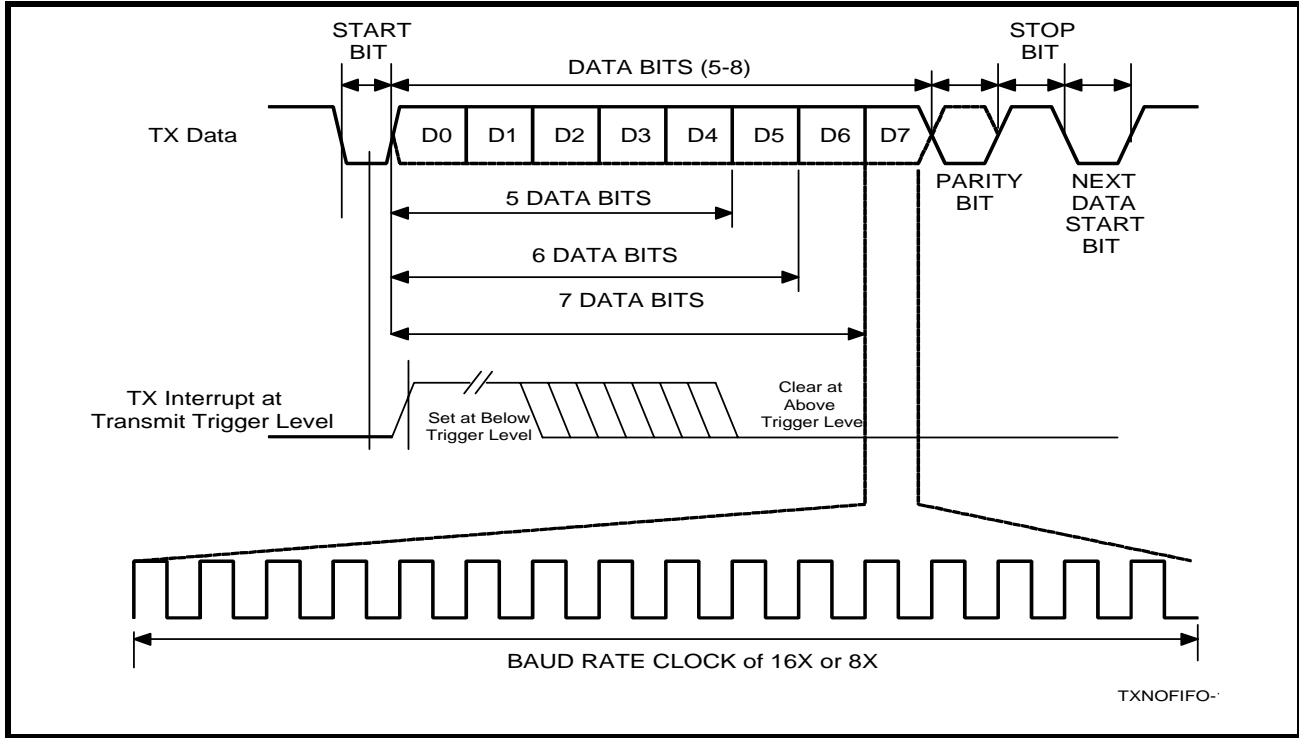 START
BIT
STOP
BIT
DATA BITS (5-8)
TX Data
D0
D1
D2
D3
D4
D5
D6
D7
PARITY
BIT
NEXT
DATA
START
BIT
5 DATA BITS
6 DATA BITS
7 DATA BITS
TX Interrupt at
Transmit Trigger Level
Set at Below
Trigger Level
Clear at
Above
Trigger Leve
BAUD RATE CLOCK of 16X or 8X
TXNOFIFO-